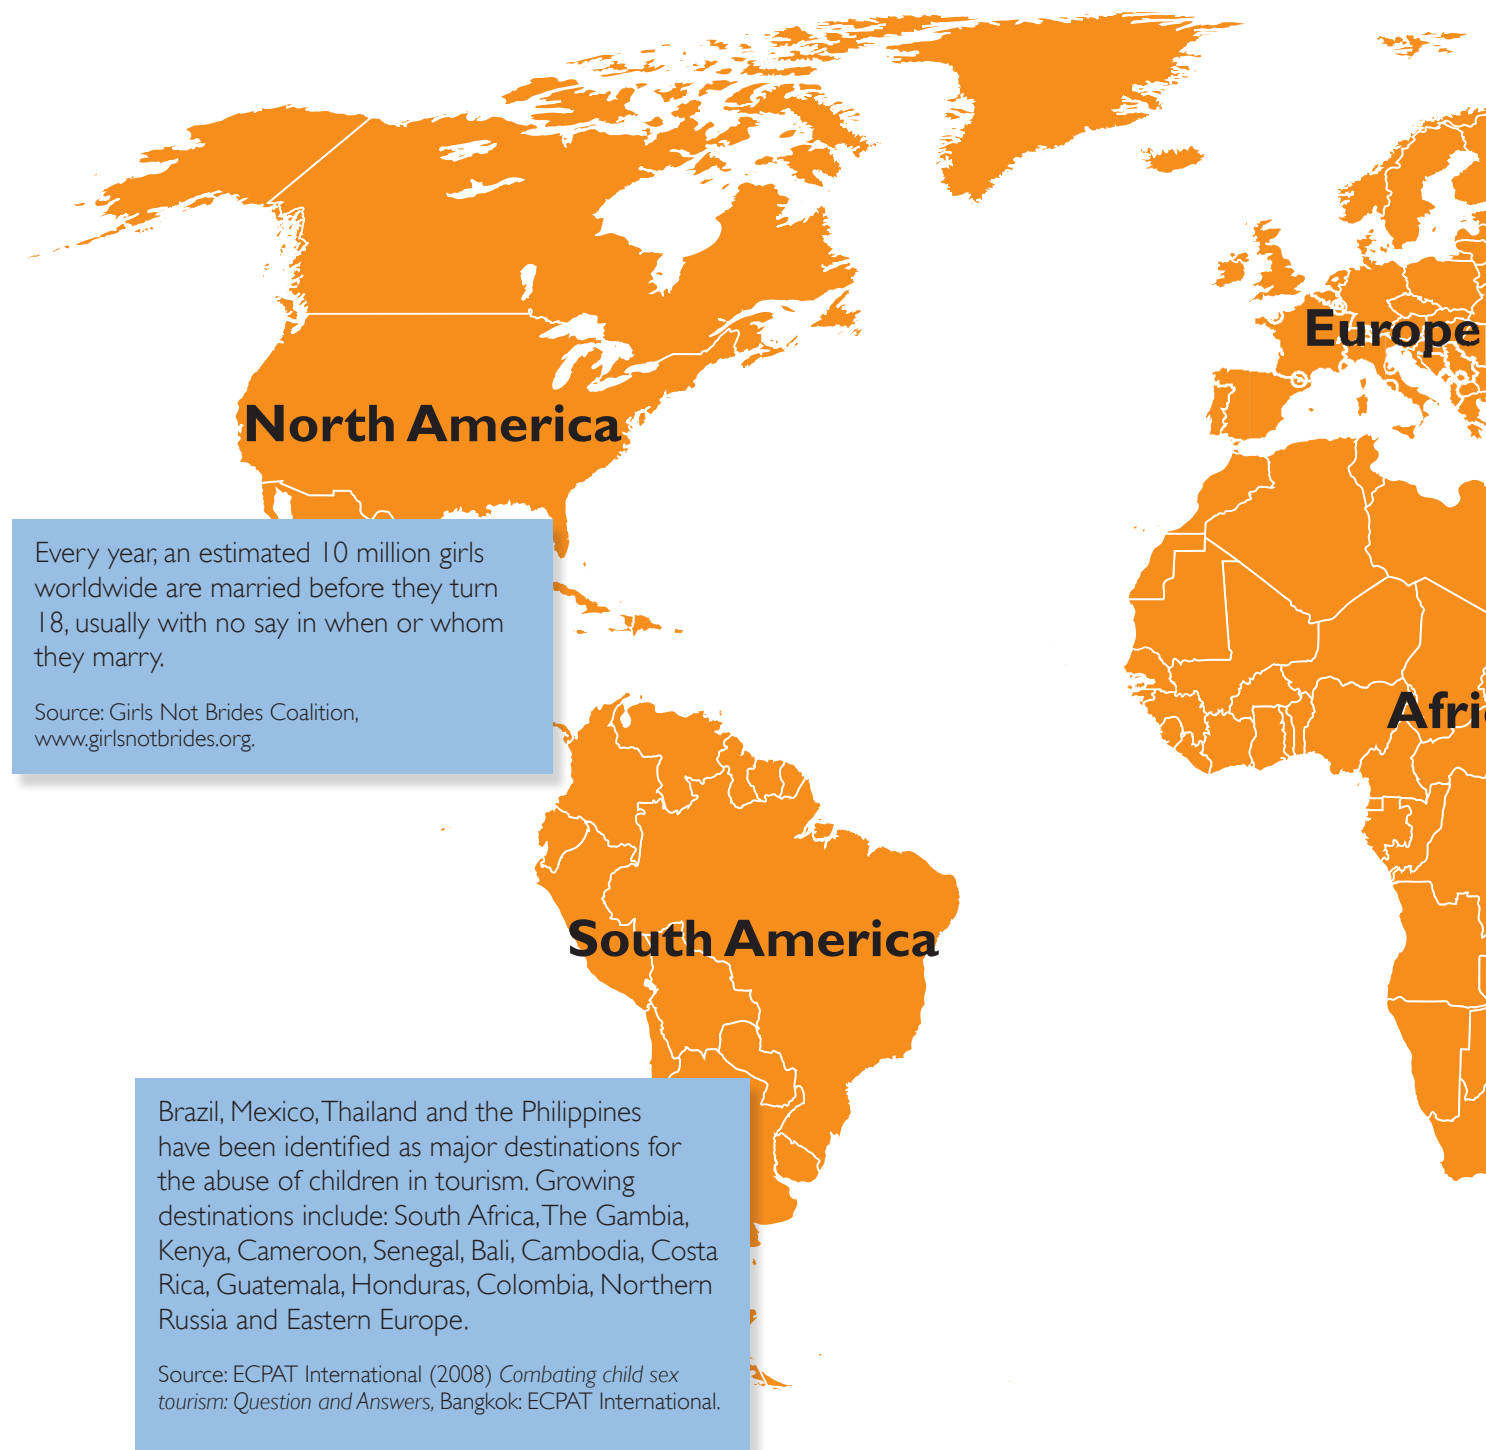 Europe
North America
Every year, an estimated 10 million girls
worldwide are married before they turn
18, usually with no say in when or whom
they marry.
Source: Girls Not Brides Coalition,
www.girlsnotbrides.org.
Afri
South America
Brazil, Mexico, Thailand and the Philippines
have been identified as major destinations for
the abuse of children in tourism. Growing
destinations include: South Africa, The Gambia,
Kenya, Cameroon, Senegal, Bali, Cambodia, Costa
Rica, Guatemala, Honduras, Colombia, Northern
Russia and Eastern Europe.
Source: ECPAT International (2008) Combating child sex
tourism: Question and Answers, Bangkok: ECPAT International.